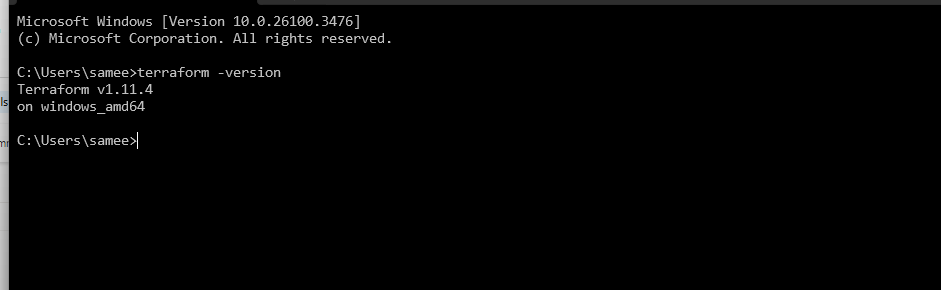 Microsoft Windows [Version 10.0.26100.3476]
(c) Microsoft Corporation. All rights reserved.
C:\Users\samee>terraform -version
Terraform v1.11.4
on windows_amd64
C:\Users\samee>